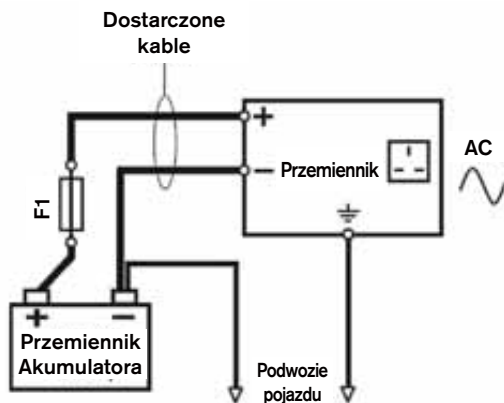 Dostarczone
kable
+
AC
− Przemiennik
F1
+ −
Przemiennik
Akumulatora
Podwozie
pojazdu